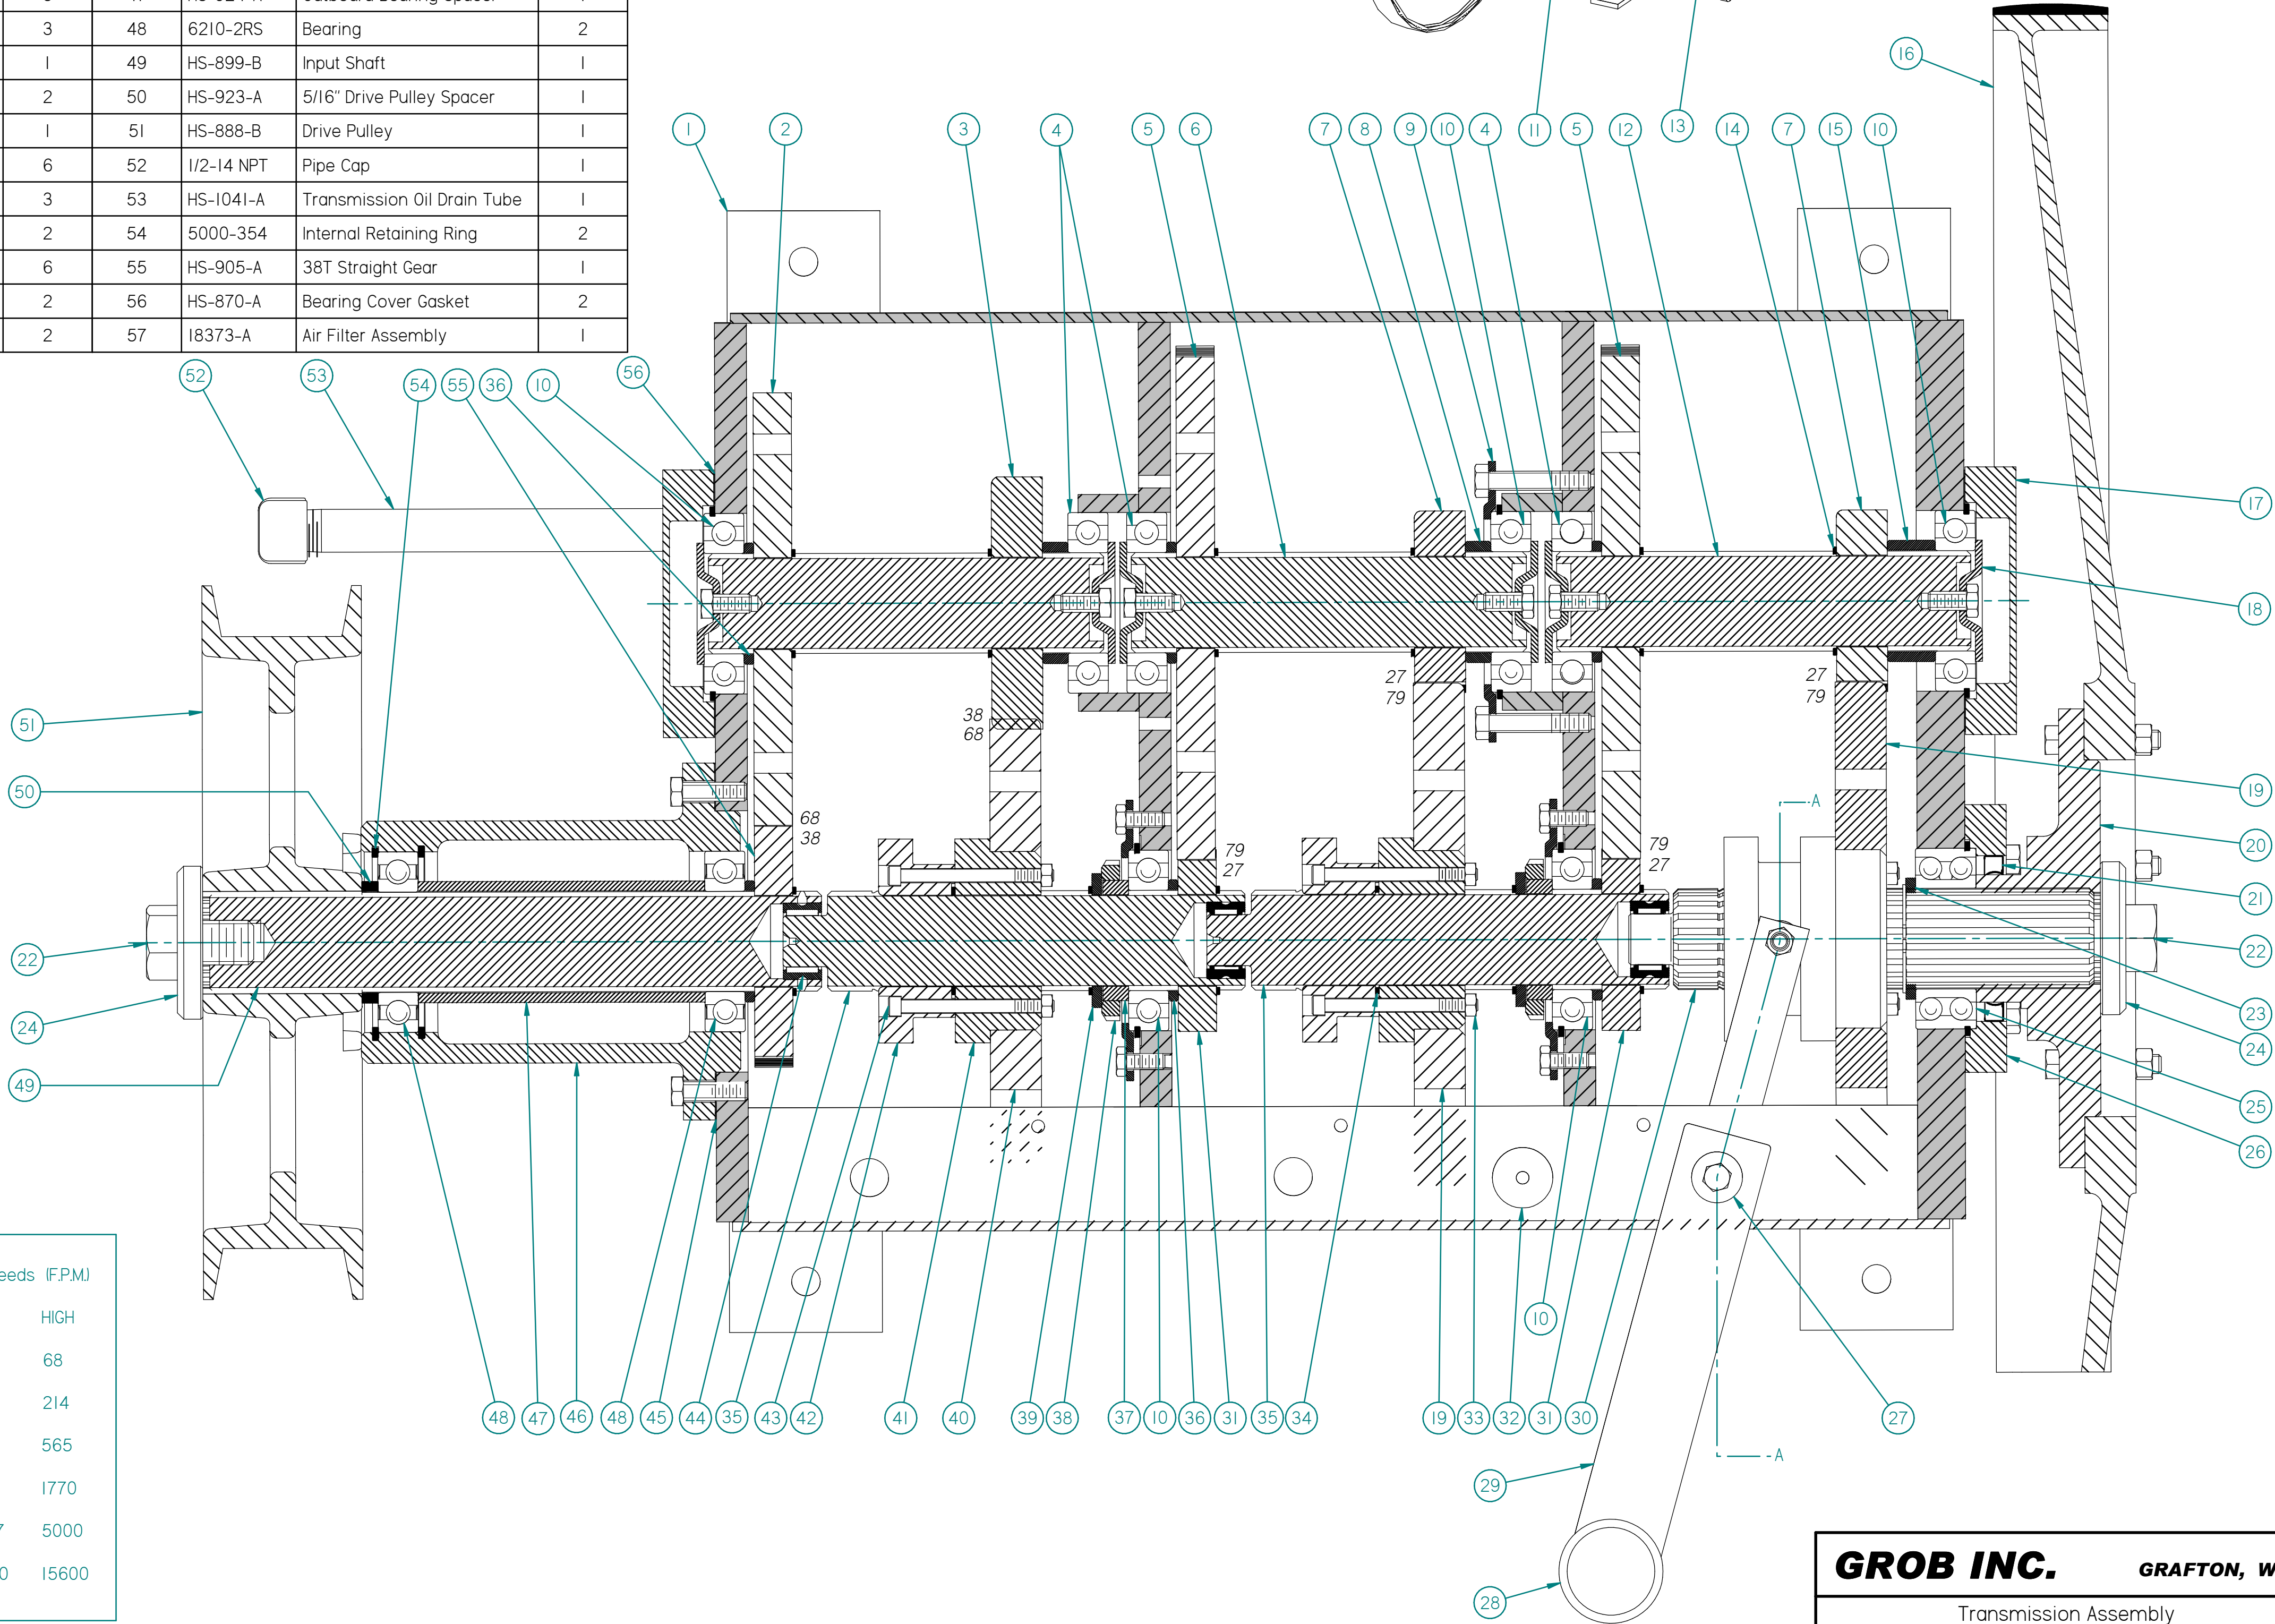 3 48 6210-2RS Bearing 2
1 49 HS-899-B Input Shaft 1
2 50 HS-923-A 5/16" Drive Pulley Spacer 1
1 51 HS-888-B Drive Pulley 1
6 52 1/2-14 NPT Pipe Cap 1
3 53 HS-1041-A Transmission Oil Drain Tube 1
2 54 5000-354 Internal Retaining Ring 2
6 55 HS-905-A 38T Straight Gear 1
2 56 HS-870-A Bearing Cover Gasket 2
2 57 18373-A Air Filter Assembly 1
16
1 2 3 4 5 6 7 8 9 10 4 11 5 12 13 14 7 15 10
52 53 54 55 36 10 56
17
18
27
79
27
79
38
68
51
50
19
68
38
79
27
79
27
A
20
21
22
22
23
24
24
49
25
26
10
48 47 46 48 45 44 35 43 42 41 40 39 38 37 10 36 31 35 34 19 33 32 31 30 27
A
29
28
(F.P.M.)
HIGH
68
214
565
1770
5000
15600
GROB INC. GRAFTON,
Transmission Assembly